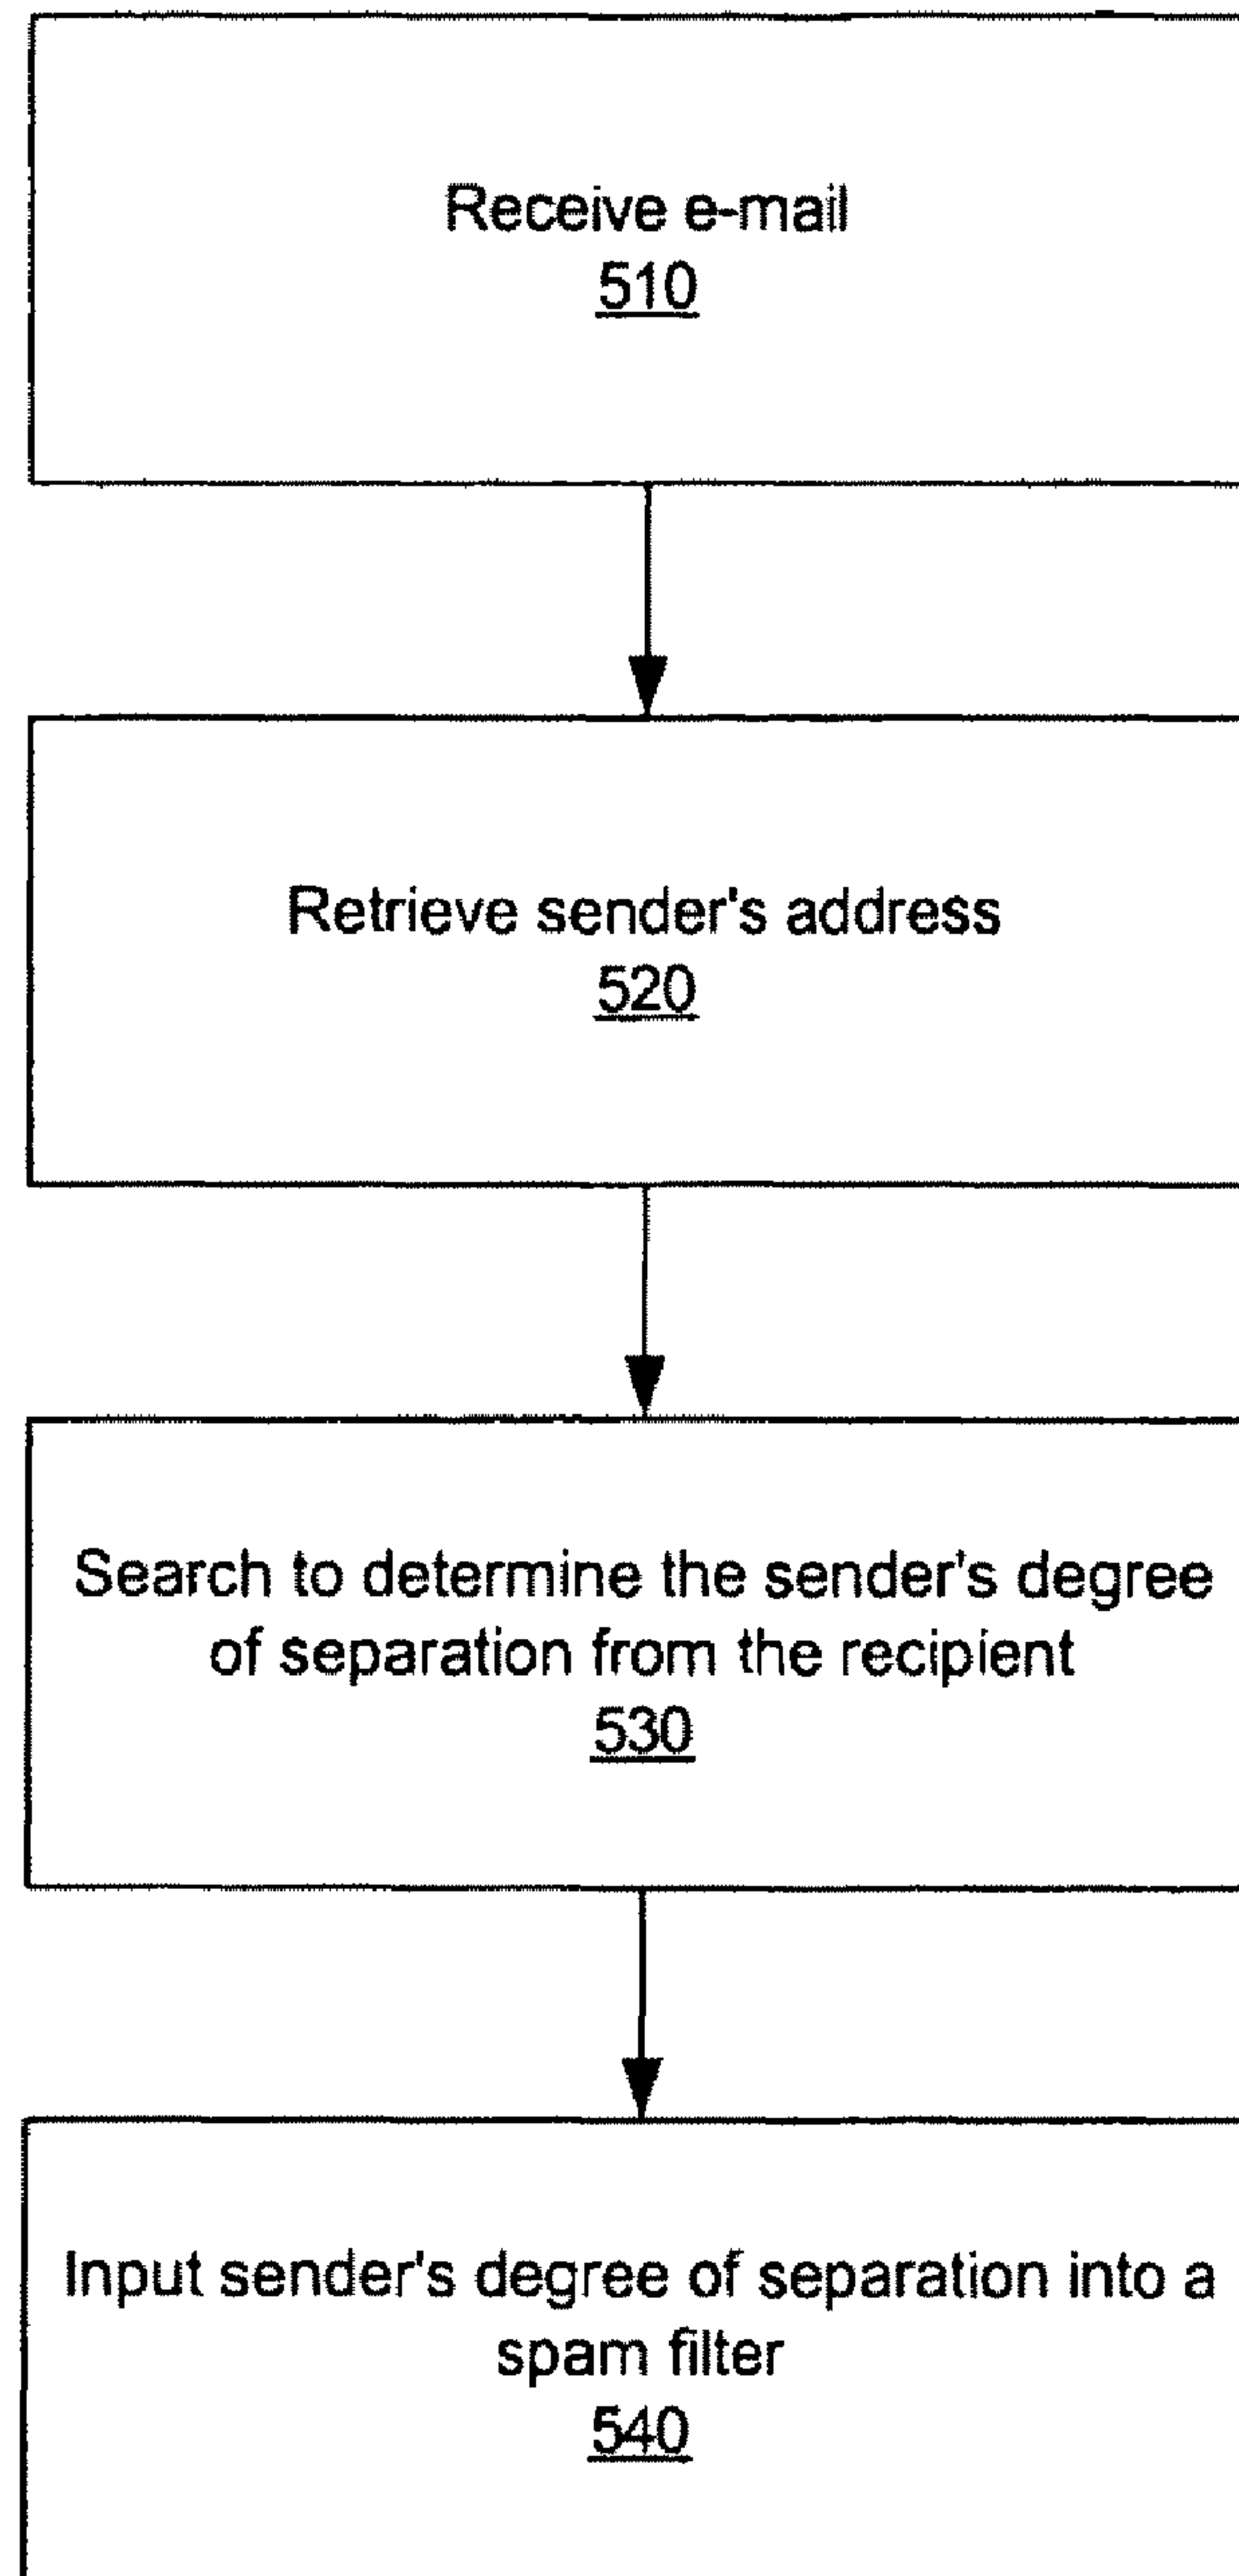 Receive e-mail
510
Retrieve sender's address
520
Search to determine the sender's degree
of separation from the recipient
530
Input sender's degree of separation into a
spam filter
540